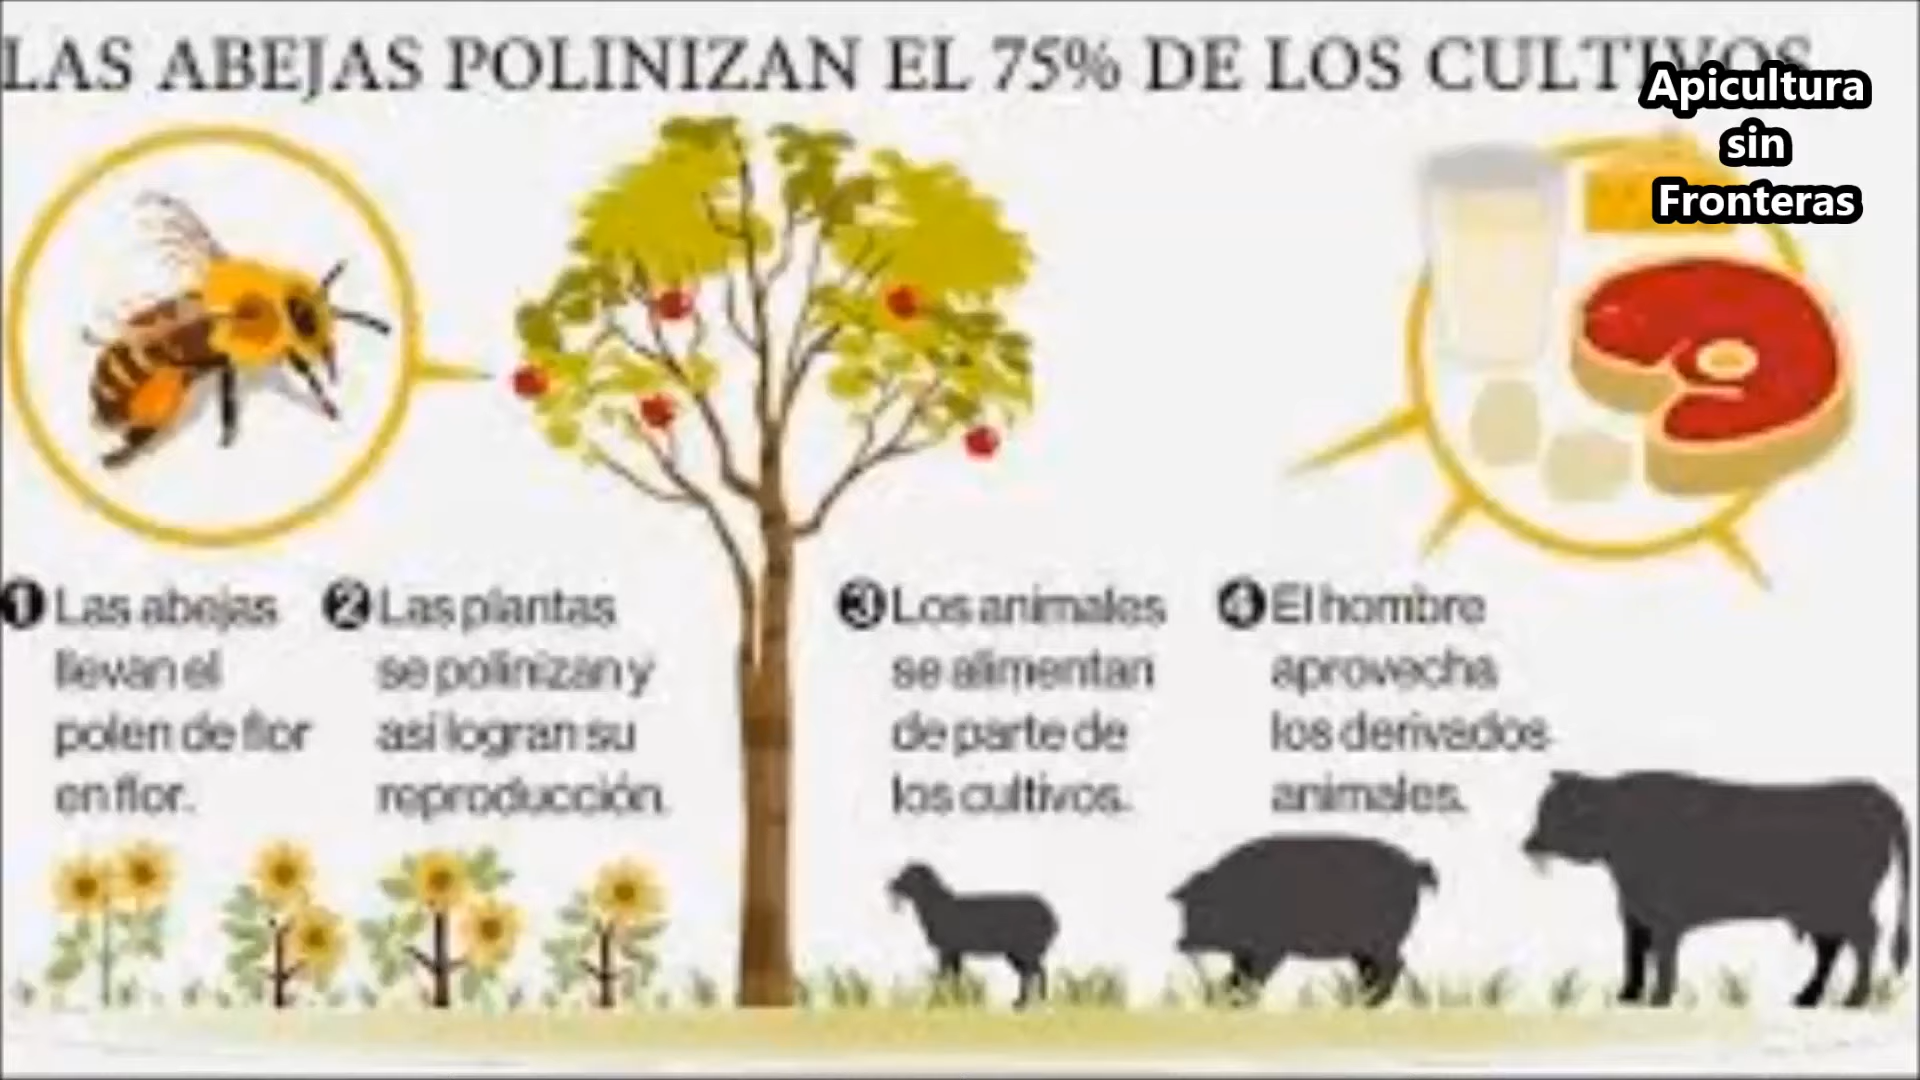 LAS ABEJAS POLINIZAN EL 75% DE LOS CULTIVOS
Apicultura
sin
Fronteras
1 Las abejas
llevan el
polen de flor
en flor.
2 Las plantas
se polinizan y
así logran su
reproducción.
3 Los animales
se alimentan
de parte de
los cultivos.
4 El hombre
aprovecha
los derivados
animales.